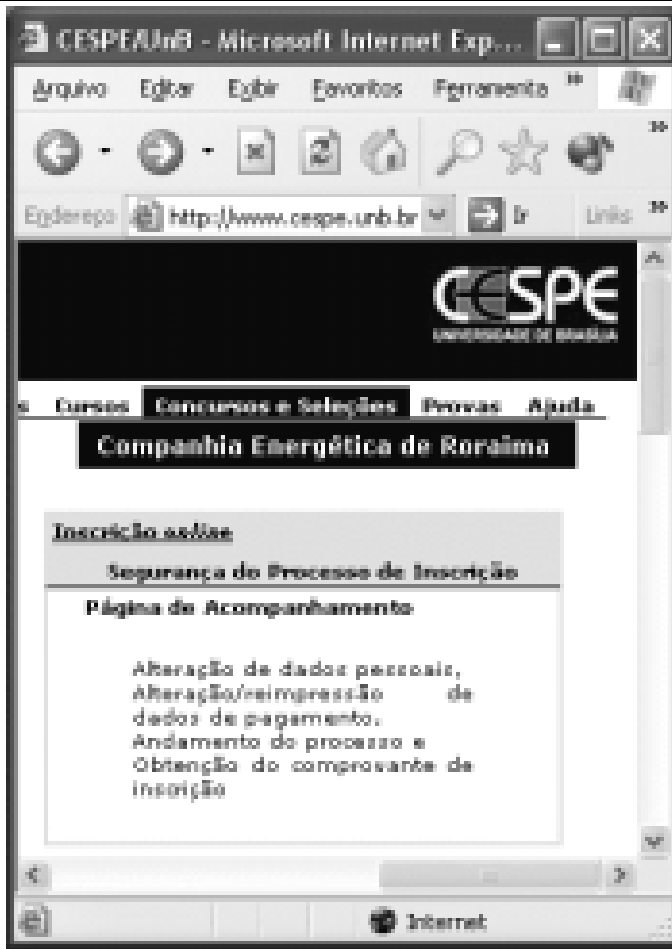 CESPE/UnB - Microsoft Internet Exp...
Arquivo Editar Exibir Favoritos Ferramenta »
»
Endereço http://www.cespe.unb.br Ir Links »
CESPE
UNIVERSIDADE DE BRASÍLIA
s Cursos Concursos e Seleções Provas Ajuda
Companhia Energética de Roraima
Inscrição online
Segurança do Processo de Inscrição
Página de Acompanhamento
Alteração de dados pessoais,
Alteração/reimpressão de
dados de pagamento,
Andamento do processo e
Obtenção do comprovante de
inscrição
Internet